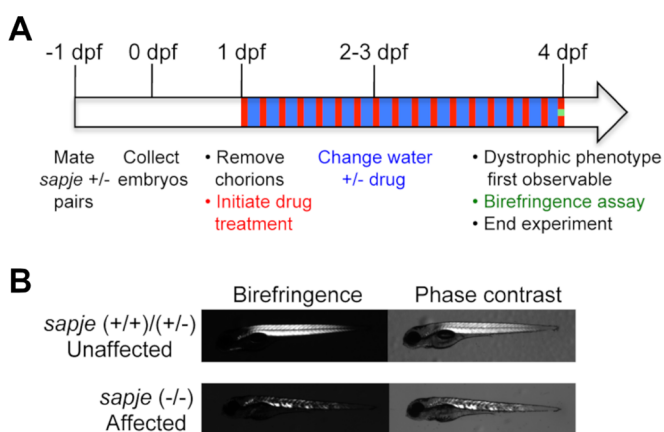 A
-1 dpf 0 dpf 1 dpf 2-3 dpf 4 dpf
Mate
sapje +/-
pairs
Collect
embryos
• Remove
chorions
• Initiate drug
treatment
Change water
+/- drug
• Dystrophic phenotype
first observable
• Birefringence assay
• End experiment
B
Birefringence Phase contrast
sapje (+/+)/(+/-)
Unaffected
sapje (-/-)
Affected